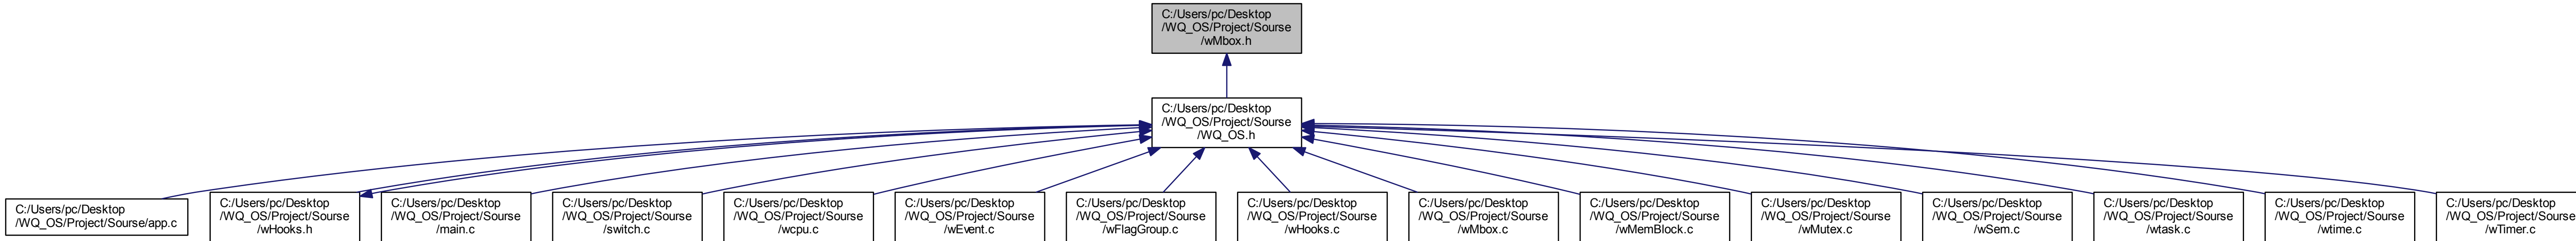 C:/Users/pc/Desktop
/WQ_OS/Project/Sourse
/wMbox.h
C:/Users/pc/Desktop
/WQ_OS/Project/Sourse
/WQ_OS.h
C:/Users/pc/Desktop
/WQ_OS/Project/Sourse/app.c
C:/Users/pc/Desktop
/WQ_OS/Project/Sourse
/wHooks.h
C:/Users/pc/Desktop
/WQ_OS/Project/Sourse
/main.c
C:/Users/pc/Desktop
/WQ_OS/Project/Sourse
/switch.c
C:/Users/pc/Desktop
/WQ_OS/Project/Sourse
/wcpu.c
C:/Users/pc/Desktop
/WQ_OS/Project/Sourse
/wEvent.c
C:/Users/pc/Desktop
/WQ_OS/Project/Sourse
/wFlagGroup.c
C:/Users/pc/Desktop
/WQ_OS/Project/Sourse
/wHooks.c
C:/Users/pc/Desktop
/WQ_OS/Project/Sourse
/wMbox.c
C:/Users/pc/Desktop
/WQ_OS/Project/Sourse
/wMemBlock.c
C:/Users/pc/Desktop
/WQ_OS/Project/Sourse
/wMutex.c
C:/Users/pc/Desktop
/WQ_OS/Project/Sourse
/wSem.c
C:/Users/pc/Desktop
/WQ_OS/Project/Sourse
/wtask.c
C:/Users/pc/Desktop
/WQ_OS/Project/Sourse
/wtime.c
C:/Users/pc/Desktop
/WQ_OS/Project/Sourse
/wTimer.c